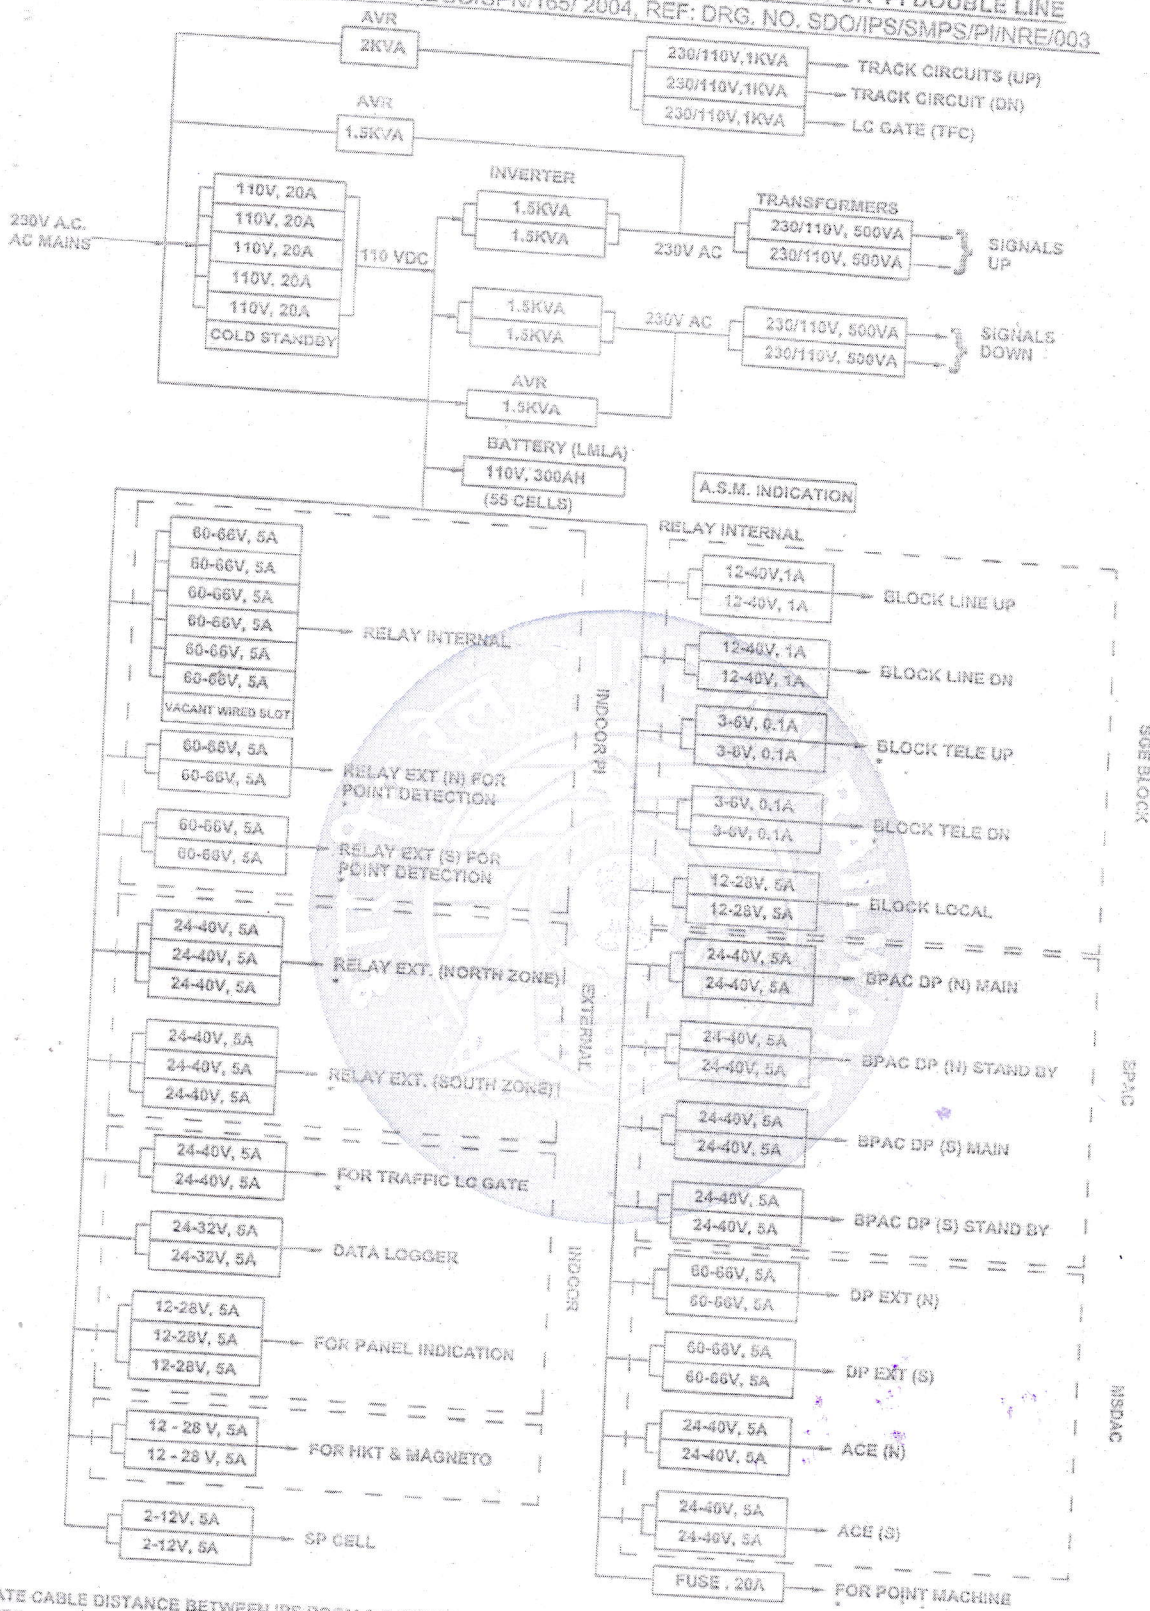 DOUBLE LINE
2004, REF: DRG. NO. SDO/IPS/SMPS/PI/NRE/003
AVR
2KVA
230/110V,1KVA
230/110V,1KVA
230/110V,1KVA
TRACK CIRCUITS (UP)
TRACK CIRCUIT (DN)
LC GATE (TFC)
AVR
1.5KVA
230V A.C.
AC MAINS
110V, 20A
110V, 20A
110V, 20A
110V, 20A
110V, 20A
COLD STANDBY
110 VDC
INVERTER
1.5KVA
1.5KVA
230V AC
TRANSFORMERS
230/110V, 500VA
230/110V, 500VA
SIGNALS
UP
1.5KVA
1.5KVA
230V AC
230/110V, 500VA
230/110V, 500VA
SIGNALS
DOWN
AVR
1.5KVA
BATTERY (LMLA)
110V, 300AH
(55 CELLS)
A.S.M. INDICATION
60-66V, 5A
60-66V, 5A
60-66V, 5A
60-66V, 5A
60-66V, 5A
60-66V, 5A
VACANT WIRED SLOT
RELAY INTERNAL
60-66V, 5A
60-66V, 5A
RELAY EXT (N) FOR
POINT DETECTION
60-66V, 5A
60-66V, 5A
RELAY EXT (S) FOR
POINT DETECTION
INDOOR PI
24-40V, 5A
24-40V, 5A
24-40V, 5A
RELAY EXT. (NORTH ZONE)
24-40V, 5A
24-40V, 5A
24-40V, 5A
RELAY EXT. (SOUTH ZONE)
EXTERNAL
24-40V, 5A
24-40V, 5A
FOR TRAFFIC LC GATE
24-32V, 5A
24-32V, 5A
DATA LOGGER
12-28V, 5A
12-28V, 5A
12-28V, 5A
FOR PANEL INDICATION
INDOOR
12 - 28 V, 5A
12 - 28 V, 5A
FOR HKT & MAGNETO
2-12V, 5A
2-12V, 5A
SP CELL
RELAY INTERNAL
12-40V,1A
12-40V, 1A
BLOCK LINE UP
12-40V, 1A
12-40V, 1A
BLOCK LINE DN
3-6V, 0.1A
3-6V, 0.1A
BLOCK TELE UP
3-6V, 0.1A
3-6V, 0.1A
BLOCK TELE DN
12-28V, 5A
12-28V, 5A
BLOCK LOCAL
SGE BLOCK
24-40V, 5A
24-40V, 5A
BPAC DP (N) MAIN
24-40V, 5A
24-40V, 5A
BPAC DP (N) STAND BY
24-40V, 5A
24-40V, 5A
BPAC DP (S) MAIN
24-40V, 5A
24-40V, 5A
BPAC DP (S) STAND BY
BPAC
60-66V, 5A
60-66V, 5A
DP EXT (N)
60-66V, 5A
60-66V, 5A
DP EXT (S)
24-40V, 5A
24-40V, 5A
ACE (N)
24-40V, 5A
24-40V, 5A
ACE (S)
MSDAC
FUSE , 20A
FOR POINT MACHINE
CABLE DISTANCE BETWEEN